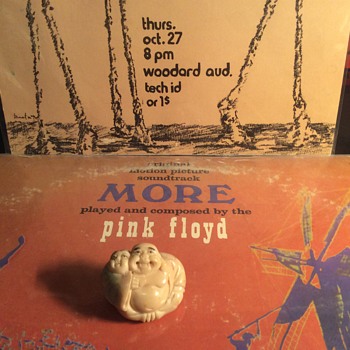 thurs.
oct. 27
8 pm
woodard aud.
tech id
or 1$
motion picture
soundtrack
MORE
played and composed by the
pink floyd